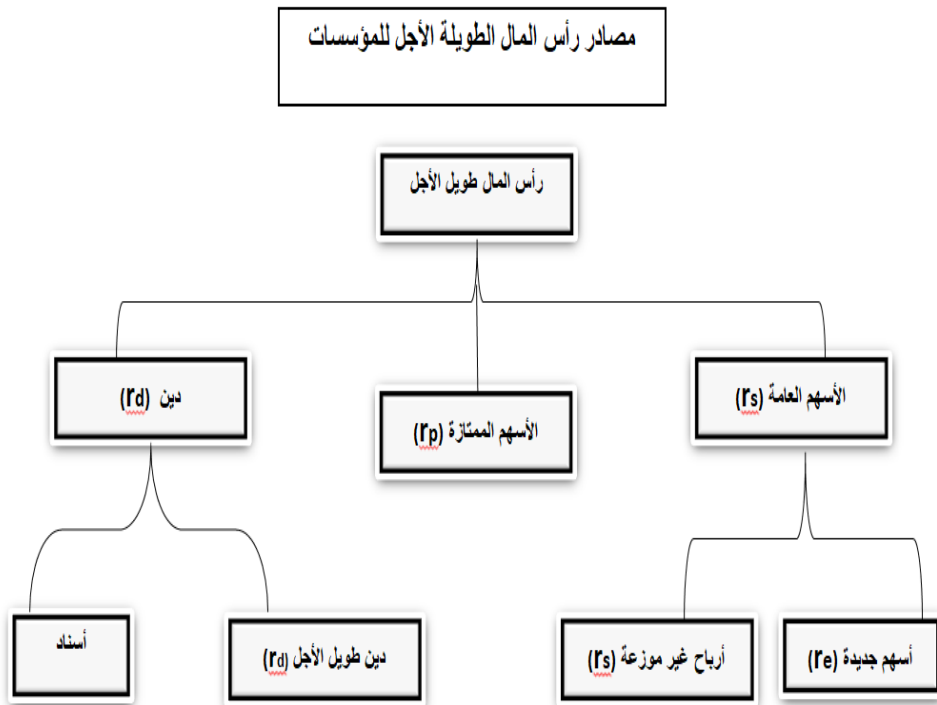 مصادر رأس المال الطويلة الأجل للمؤسسات
رأس المال طويل الأجل
الأسهم العامة (rs)
الأسهم الممتازة (rp)
دين (rd)
أسهم جديدة (re)
أرباح غير موزعة (rs)
دين طويل الأجل (rd)
أسناد